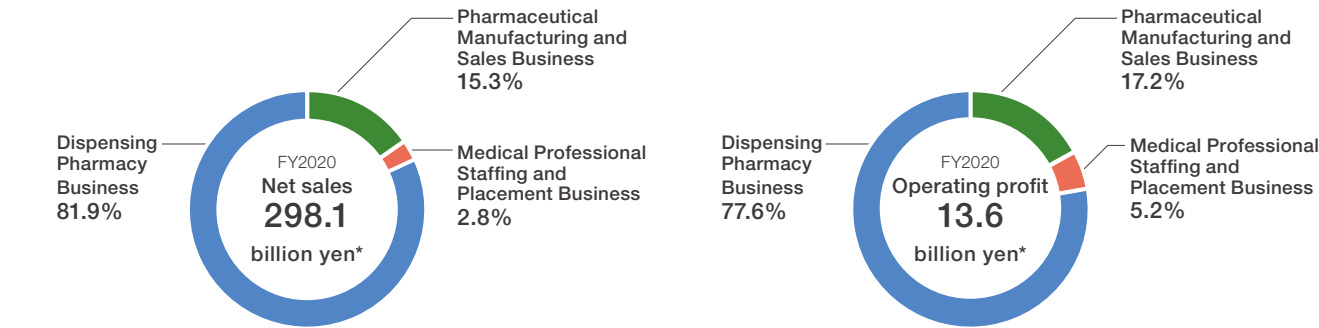 Pharmaceutical
Manufacturing and
Sales Business
15.3%
Dispensing
Pharmacy
Business
81.9%
FY2020
Net sales
298.1
billion yen*
Medical Professional
Staffing and
Placement Business
2.8%
Pharmaceutical
Manufacturing and
Sales Business
17.2%
Dispensing
Pharmacy
Business
77.6%
FY2020
Operating profit
13.6
billion yen*
Medical Professional
Staffing and
Placement Business
5.2%